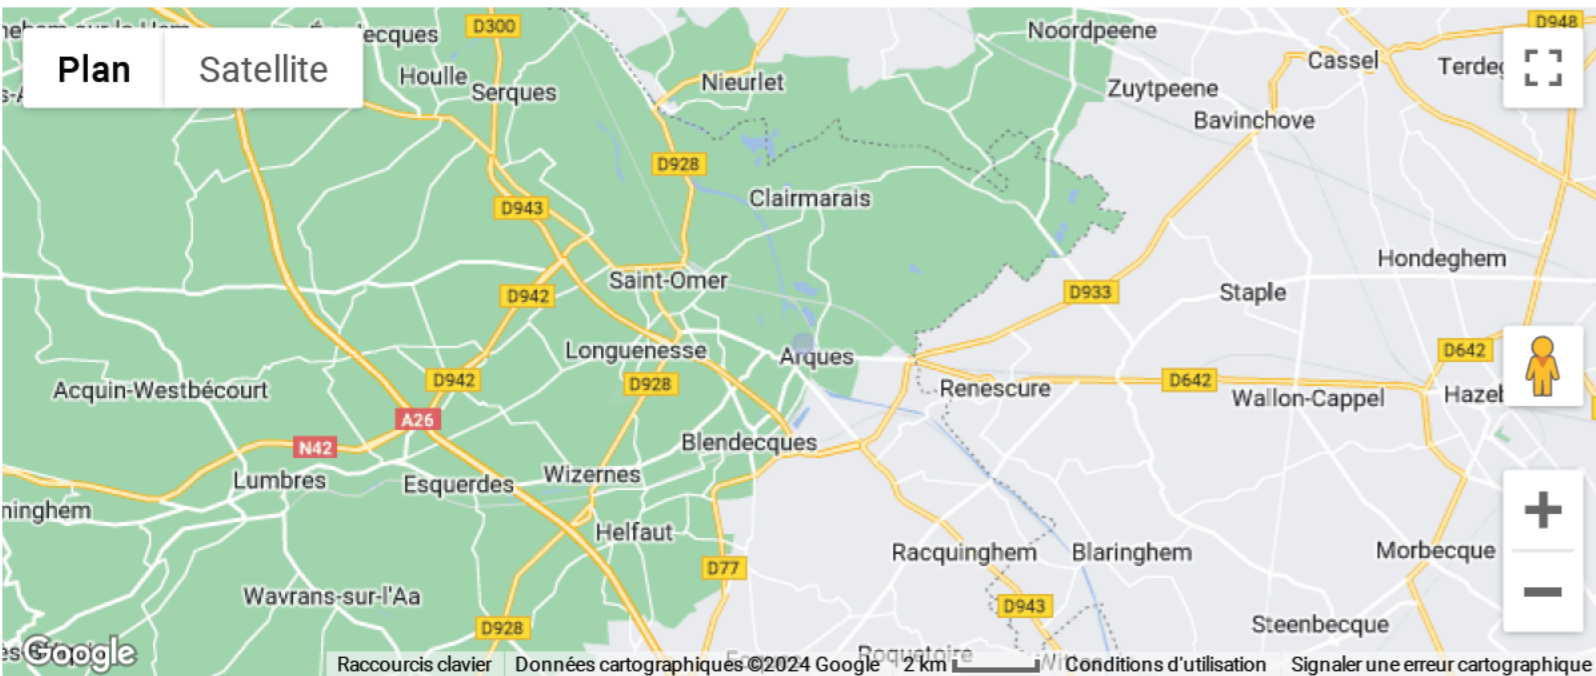 D300
D948
Noordpeene
Cassel
Plan
Satellite
Houlle
Serques
Nieurlet
Zuytpeene
Bavinchove
D928
Clairmarais
D943
Hondeghem
Saint-Omer
D942
D933
Staple
Longuenesse
Arques
D642
D942
D928
Renescure
D642
Acquin-Westbécourt
Wallon-Cappel
A26
N42
Blendecques
Lumbres
Esquerdes
Wizernes
Helfaut
Racquinghem
Blaringhem
Morbecque
D77
Wavrans-sur-l'Aa
D943
D928
Steenbecque
Google
Roquetoire
Raccourcis clavier
Données cartographiques ©2024 Google
2 km
Conditions d'utilisation
Signaler une erreur cartographique